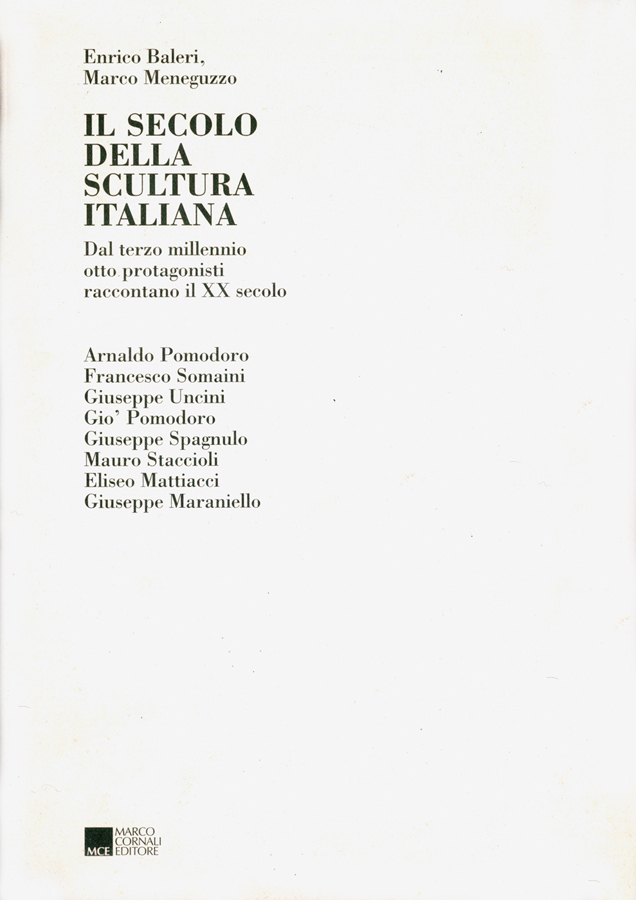 Enrico Baleri,
Marco Meneguzzo
IL SECOLO
DELLA
SCULTURA
ITALIANA
Dal terzo millennio
otto protagonisti
raccontano il XX secolo
Arnaldo Pomodoro
Francesco Somaini
Giuseppe Uncini
Gio’ Pomodoro
Giuseppe Spagnulo
Mauro Staccioli
Eliseo Mattiacci
Giuseppe Maraniello
MCE
MARCO
CORNALI
EDITORE